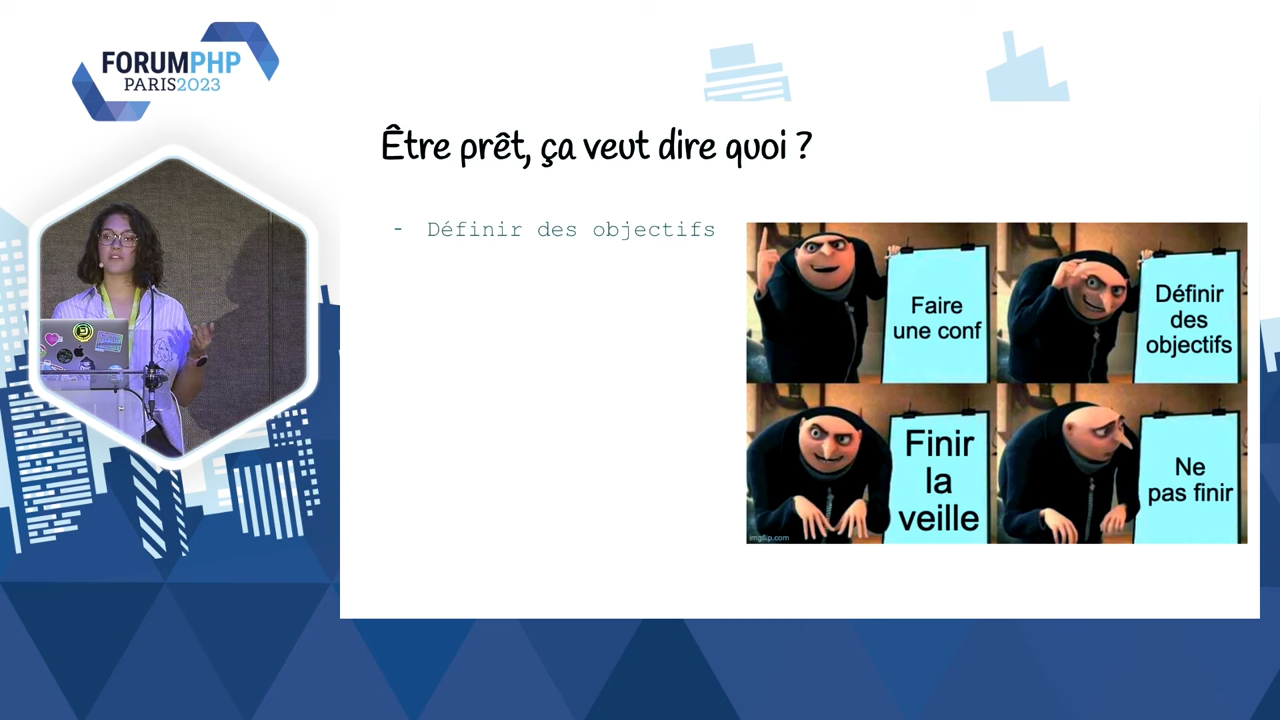 FORUMPHP
PARIS2023
Être prêt, ça veut dire quoi ?
- Définir des objectifs
Faire
une conf
Définir
des
objectifs
Finir
la
veille
Ne
pas finir
imgflip.com